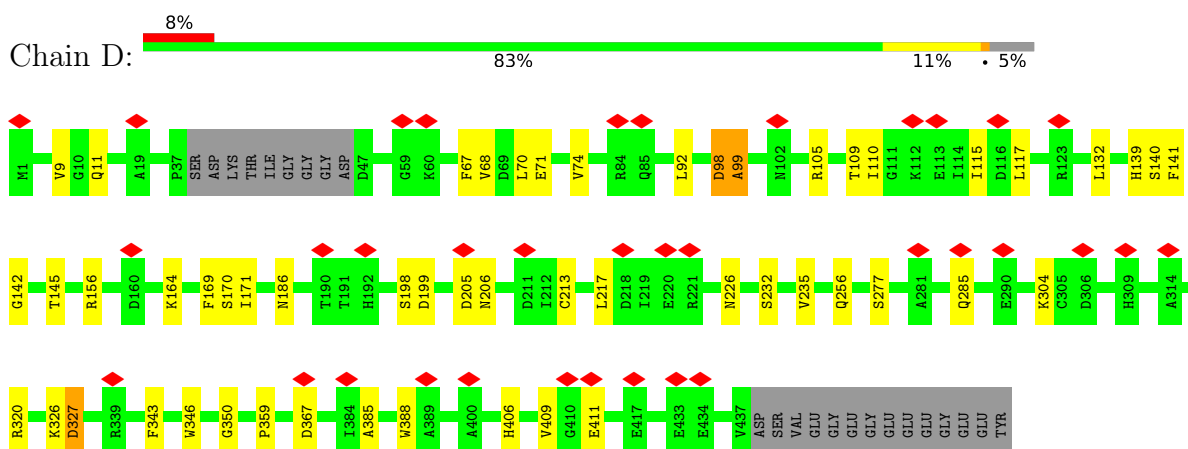 8%
Chain D:
83% 11% • 5%
M1 V9 G10 Q11 A19 P37 SER ASP LYS THR ILE GLY GLY GLY ASP D47 G59 K60 F67 V68 D69 L70 E71 V74 R84 Q85 L92 D98 A99 N102 R105 T109 I110 G111 K112 E113 I114 I115 D116 L117 R123 L132 H139 S140 F141
G142 T145 R156 D160 K164 F169 S170 I171 N186 T190 T191 H192 S198 D199 D205 N206 D211 I212 C213 L217 D218 I219 E220 R221 N226 S232 V235 Q256 S277 A281 Q285 E290 K304 C305 D306 H309 A314
R320 K326 D327 R339 F343 W346 G350 P359 D367 I384 A385 W388 A389 A400 H406 V409 G410 E411 E417 E433 E434 V437 ASP SER VAL GLU GLY GLU GLY GLU GLU GLU GLY GLU GLU TYR